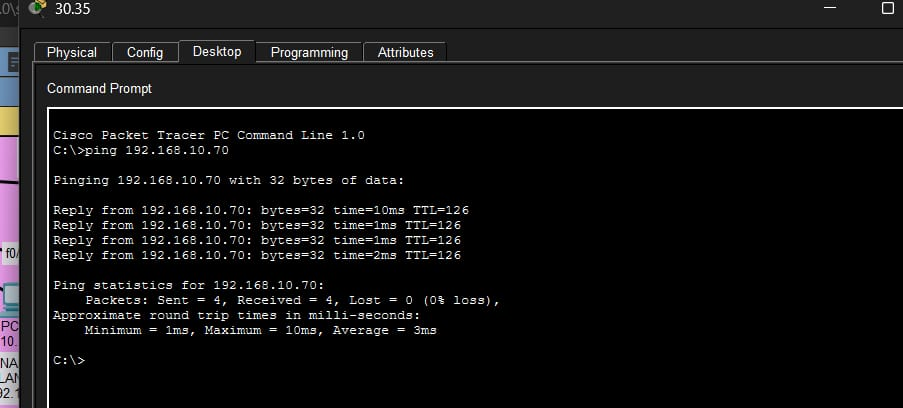 .0\
30.35
Physical
Config
Desktop
Programming
Attributes
Command Prompt
Cisco Packet Tracer PC Command Line 1.0
C:\>ping 192.168.10.70
Pinging 192.168.10.70 with 32 bytes of data:
Reply from 192.168.10.70: bytes=32 time=10ms TTL=126
Reply from 192.168.10.70: bytes=32 time=1ms TTL=126
Reply from 192.168.10.70: bytes=32 time=1ms TTL=126
Reply from 192.168.10.70: bytes=32 time=2ms TTL=126
Ping statistics for 192.168.10.70:
Packets: Sent = 4, Received = 4, Lost = 0 (0% loss),
Approximate round trip times in milli-seconds:
Minimum = 1ms, Maximum = 10ms, Average = 3ms
C:\>
f0/
PC
10.
NA
LAN
92.1